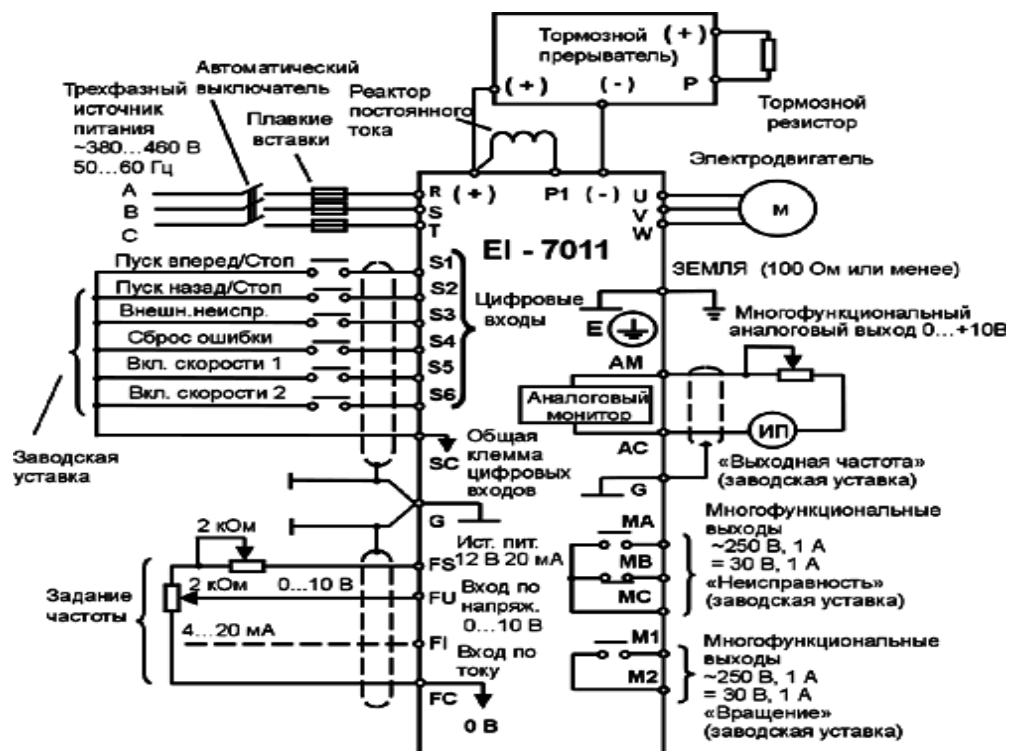 Тормозной (+)
прерыватель)
(+) (-) P
Тормозной
резистор
Автоматический
выключатель
Трехфазный
источник
питания
~380...460 В
50...60 Гц
Плавкие
вставки
Реактор
постоянного
тока
Электродвигатель
A
B
C
R (+) P1 (-) U
S
T
V
W
M
EI - 7011
Пуск вперед/Стоп
Пуск назад/Стоп
Внешн.неиспр.
Сброс ошибки
Вкл. скорости 1
Вкл. скорости 2
S1
S2
S3
S4
S5
S6
Цифровые
входы
ЗЕМЛЯ (100 Ом или менее)
E
Многофункциональный
аналоговый выход 0...+10В
AM
Аналоговый
монитор
AC
ИП
«Выходная частота»
(заводская уставка)
Заводская
уставка
SC
Общая
клемма
цифровых
входов
G
G
Многофункциональные
выходы
~250 В, 1 А
= 30 В, 1 А
«Неисправность»
(заводская уставка)
MA
MB
MC
2 кОм
2 кОм
0...10 В
Задание
частоты
4...20 мА
FS
FU
FI
FC
Ист. пит.
12 В 20 мА
Вход по
напряж.
0...10 В
Вход по
току
0 В
M1
M2
Многофункциональные
выходы
~250 В, 1 А
= 30 В, 1 А
«Вращение»
(заводская уставка)